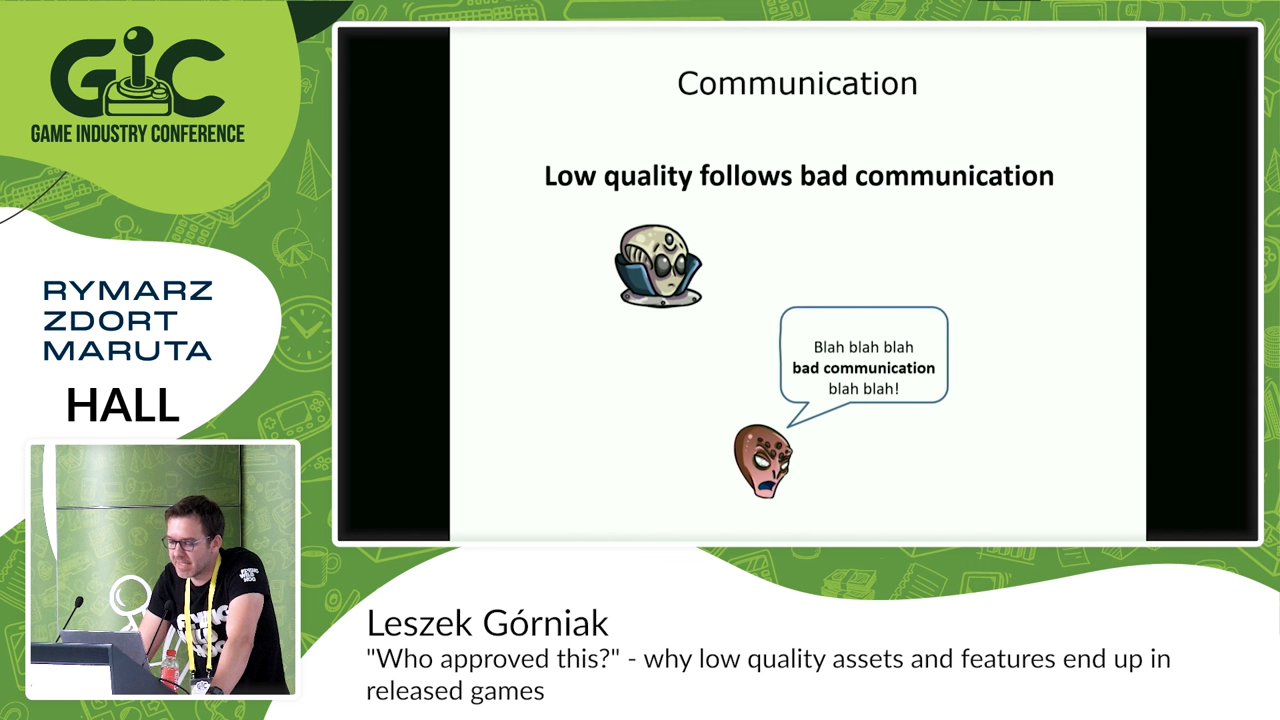 GIC
GAME INDUSTRY CONFERENCE
RYMARZ
ZDORT
MARUTA
HALL
Communication
Low quality follows bad communication
Blah blah blah
bad communication
blah blah!
Leszek Górniak
"Who approved this?" - why low quality assets and features end up in
released games